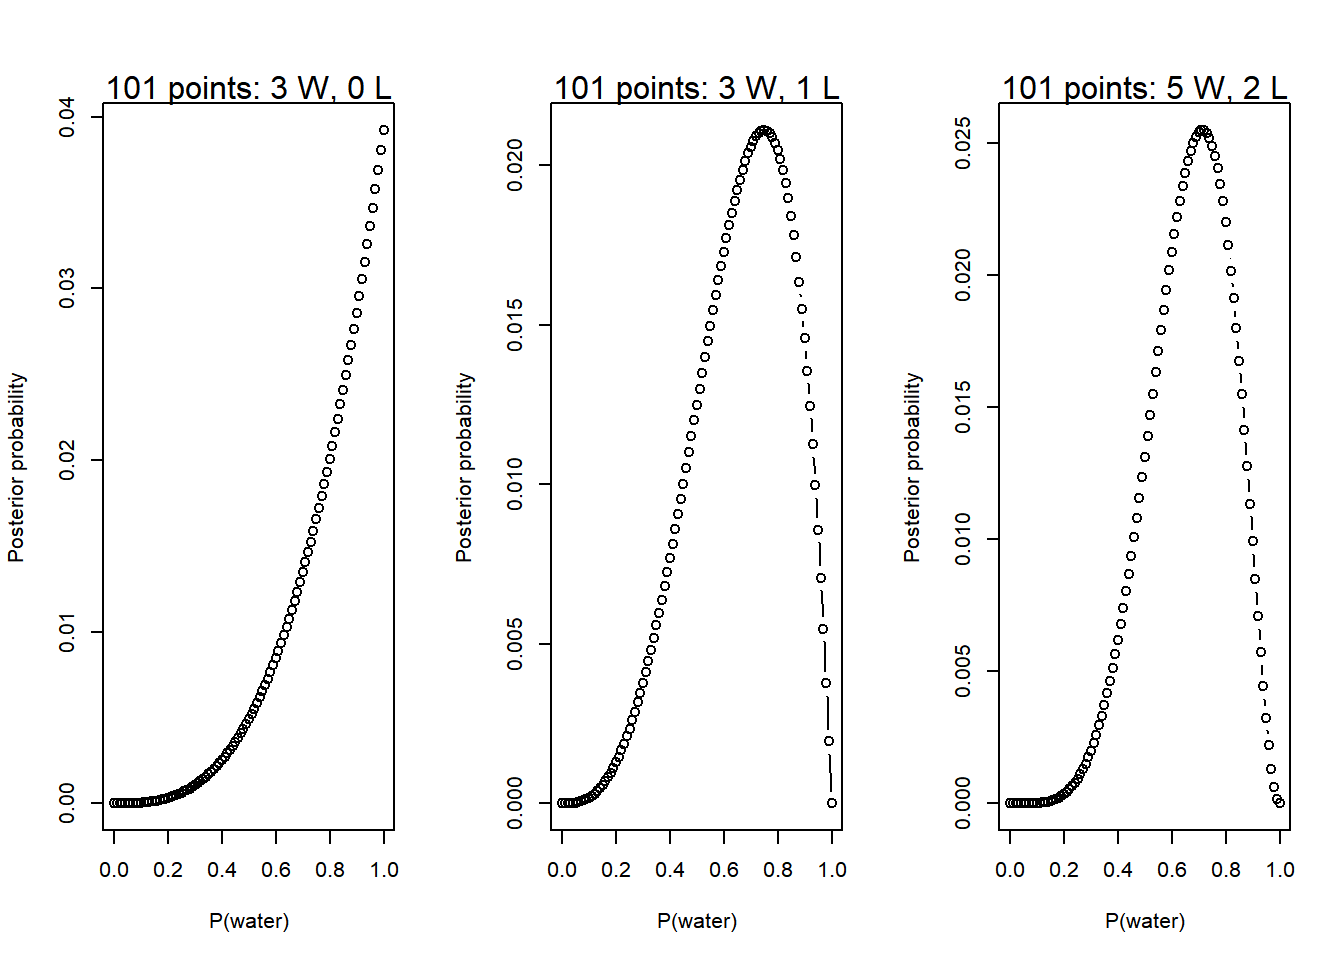 101 points: 3 W, 0 L
Posterior probability
0.04
0.03
0.02
0.01
0.00
0.0 0.2 0.4 0.6 0.8 1.0
P(water)
101 points: 3 W, 1 L
Posterior probability
0.020
0.015
0.010
0.005
0.000
0.0 0.2 0.4 0.6 0.8 1.0
P(water)
101 points: 5 W, 2 L
Posterior probability
0.025
0.020
0.015
0.010
0.005
0.000
0.0 0.2 0.4 0.6 0.8 1.0
P(water)